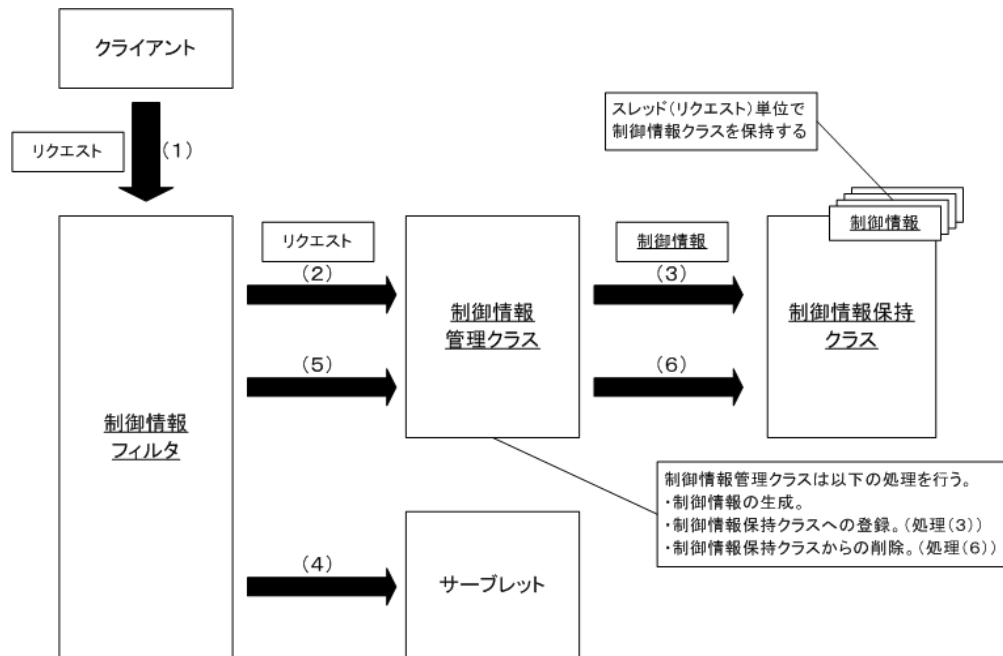 クライアント
リクエスト
(1)
スレッド(リクエスト)単位で
制御情報クラスを保持する
制御情報
リクエスト
(2)
制御情報
(3)
制御情報
フィルタ
(5)
制御情報
管理クラス
(6)
制御情報保持
クラス
制御情報管理クラスは以下の処理を行う。
・制御情報の生成。
・制御情報保持クラスへの登録。(処理(3))
・制御情報保持クラスからの削除。(処理(6))
(4)
サーブレット